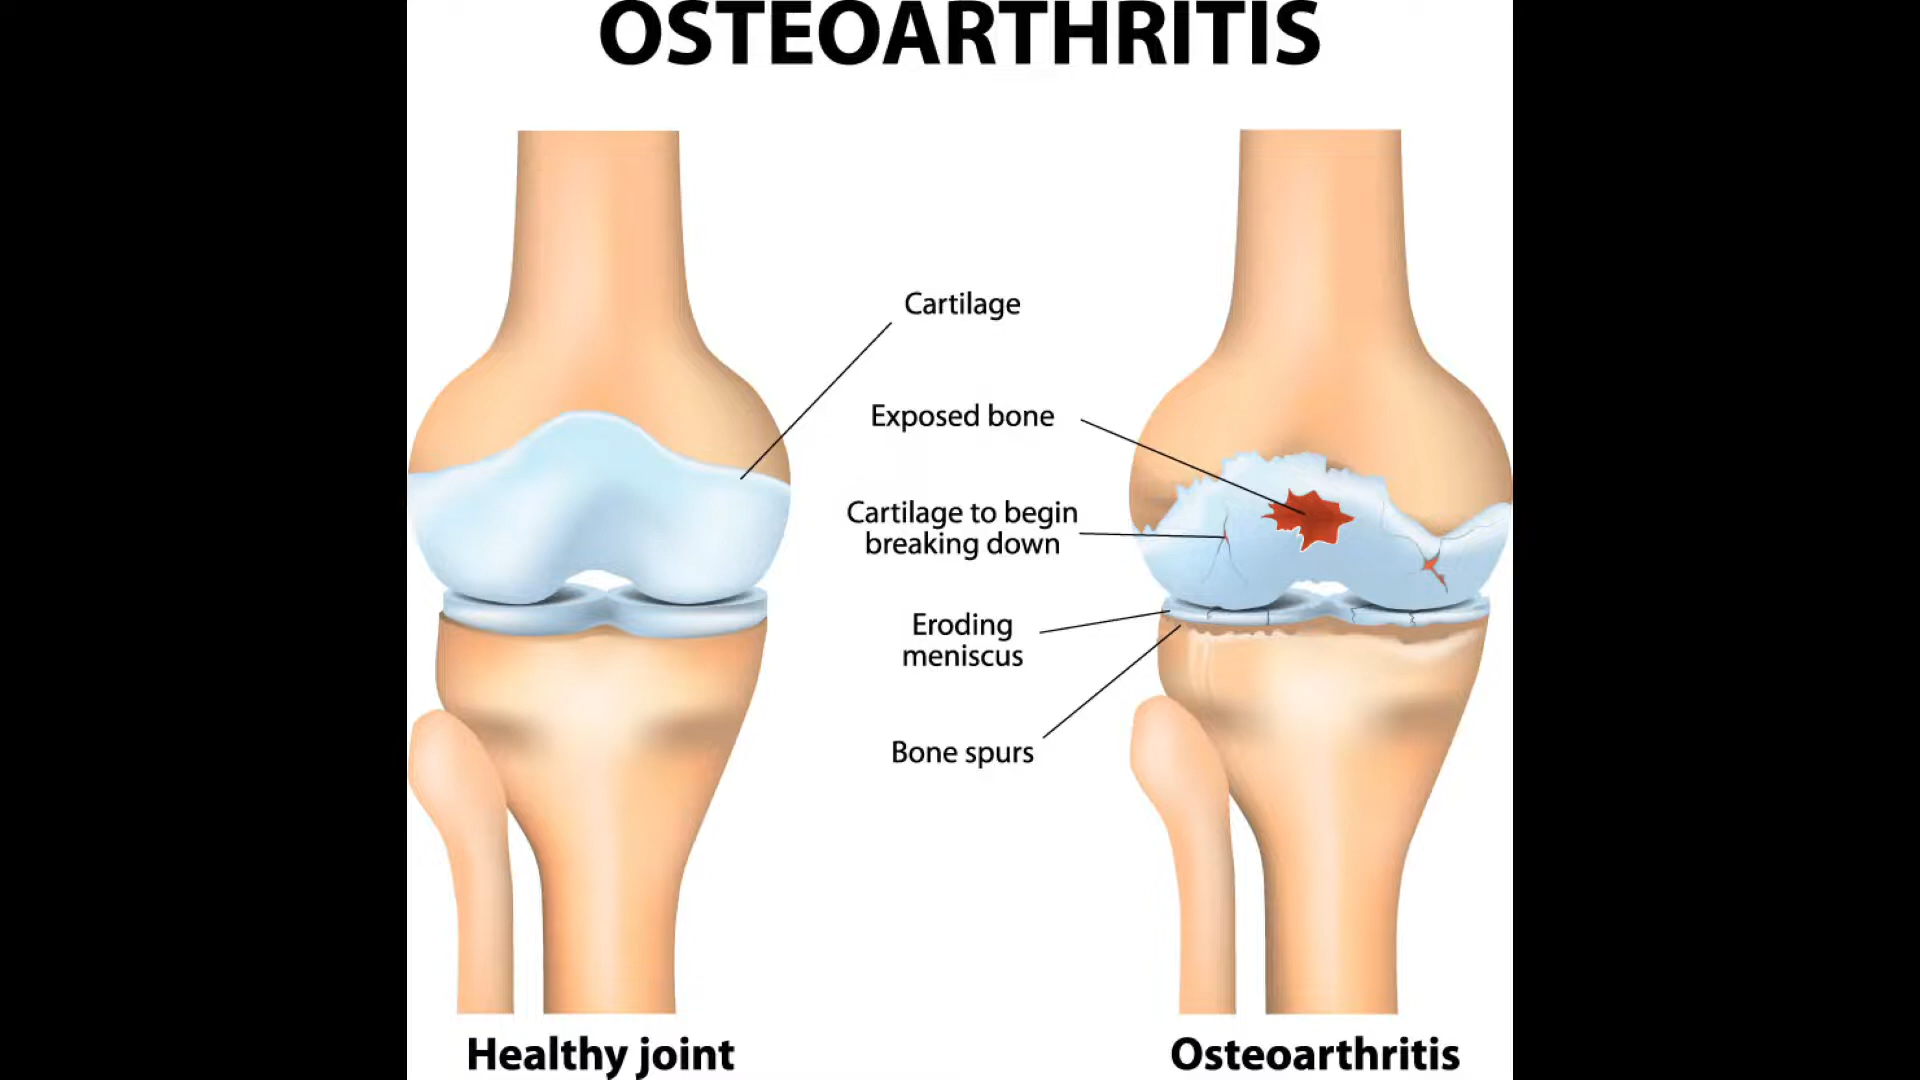 OSTEOARTHRITIS
Cartilage
Exposed bone
Cartilage to begin
breaking down
Eroding
meniscus
Bone spurs
Healthy joint
Osteoarthritis